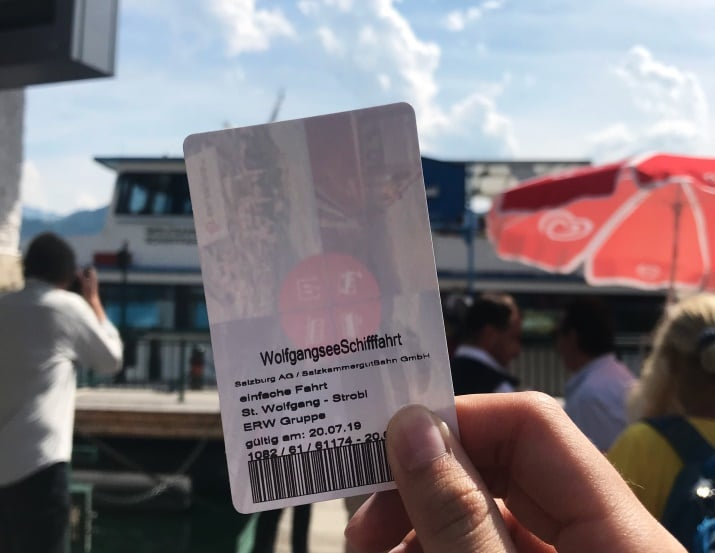 WolfgangseeSchifffahrt
Salzburg AG / SalzkammergutBahn GmbH
einfache Fahrt
St. Wolfgang - Strobl
ERW Gruppe
gültig am: 20.07.19
1082 / 61 / 61174 - 20.0